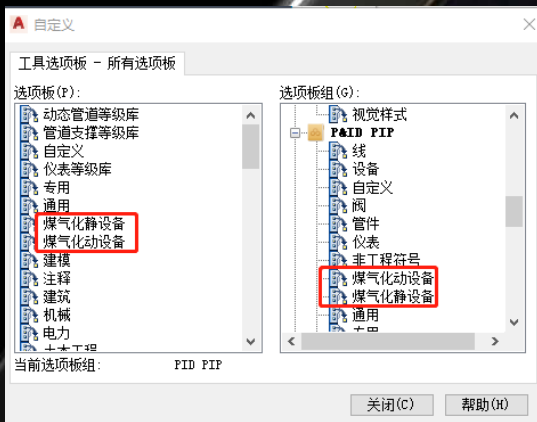 自定义
工具选项板 - 所有选项板
选项板(P):
动态管道等级库
管道支撑等级库
自定义
仪表等级库
专用
通用
煤气化静设备
煤气化动设备
建模
注释
建筑
机械
电力
土木工程
选项板组(G):
视觉样式
P&ID PIP
线
设备
自定义
阀
管件
仪表
非工程符号
煤气化动设备
煤气化静设备
通用
当前选项板组:
PID PIP
关闭(C)
帮助(H)